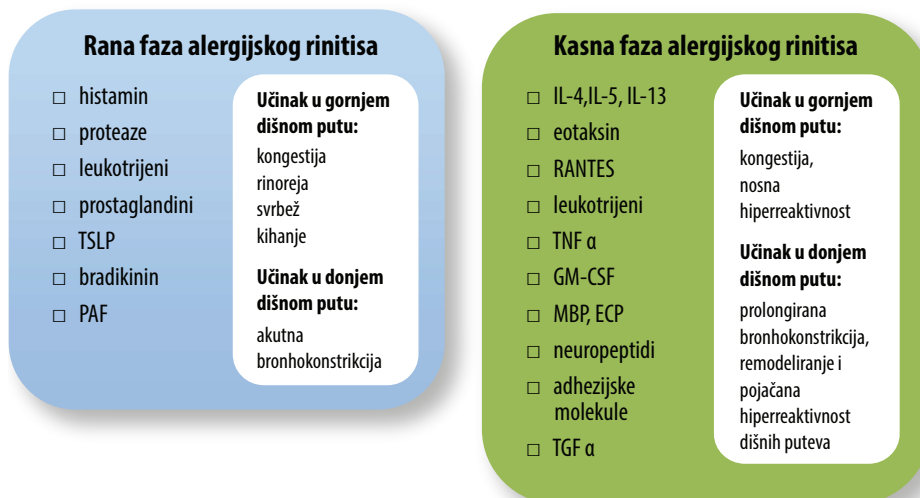 Rana faza alergijskog rinitisa
□ histamin
□ proteaze
□ leukotrijeni
□ prostaglandini
□ TSLP
□ bradikinin
□ PAF
Učinak u gornjem
dišnom putu:
kongestija
rinoreja
svrbež
kihanje
Učinak u donjem
dišnom putu:
akutna
bronhokonstrikcija
Kasna faza alergijskog rinitisa
□ IL-4,IL-5, IL-13
□ eotaksin
□ RANTES
□ leukotrijeni
□ TNF α
□ GM-CSF
□ MBP, ECP
□ neuropeptidi
□ adhezijske
molekule
□ TGF α
Učinak u gornjem
dišnom putu:
kongestija,
nosna
hiperreaktivnost
Učinak u donjem
dišnom putu:
prolongirana
bronhokonstrikcija,
remodeliranje i
pojačana
hiperreaktivnost
dišnih puteva